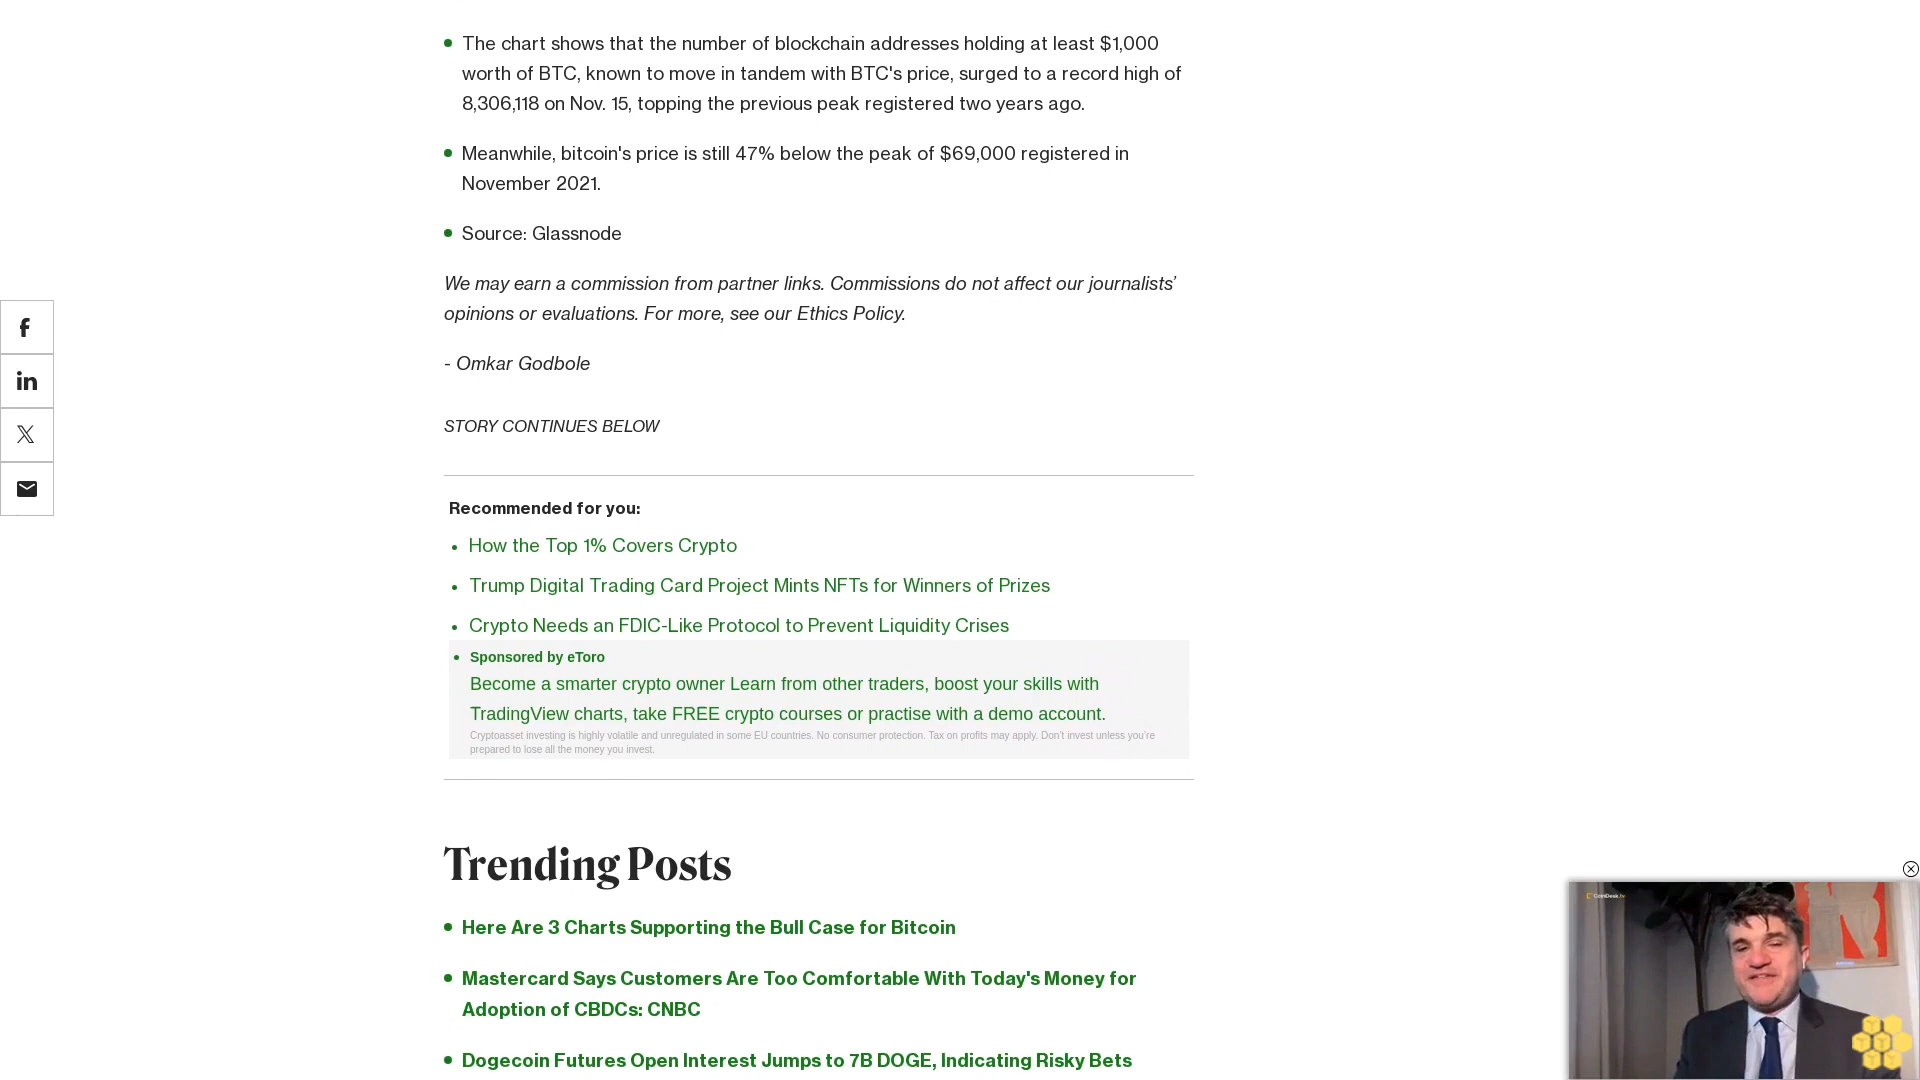 The chart shows that the number of blockchain addresses holding at least $1,000
worth of BTC, known to move in tandem with BTC's price, surged to a record high of
8,306,118 on Nov. 15, topping the previous peak registered two years ago.
Meanwhile, bitcoin's price is still 47% below the peak of $69,000 registered in
November 2021.
Source: Glassnode
We may earn a commission from partner links. Commissions do not affect our journalists’
opinions or evaluations. For more, see our Ethics Policy.
- Omkar Godbole
STORY CONTINUES BELOW
Recommended for you:
How the Top 1% Covers Crypto
Trump Digital Trading Card Project Mints NFTs for Winners of Prizes
Crypto Needs an FDIC-Like Protocol to Prevent Liquidity Crises
Sponsored by eToro
Become a smarter crypto owner Learn from other traders, boost your skills with
TradingView charts, take FREE crypto courses or practise with a demo account.
Cryptoasset investing is highly volatile and unregulated in some EU countries. No consumer protection. Tax on profits may apply. Don’t invest unless you’re
prepared to lose all the money you invest.
Trending Posts
Here Are 3 Charts Supporting the Bull Case for Bitcoin
Mastercard Says Customers Are Too Comfortable With Today's Money for
Adoption of CBDCs: CNBC
Dogecoin Futures Open Interest Jumps to 7B DOGE, Indicating Risky Bets
CoinDesk tv